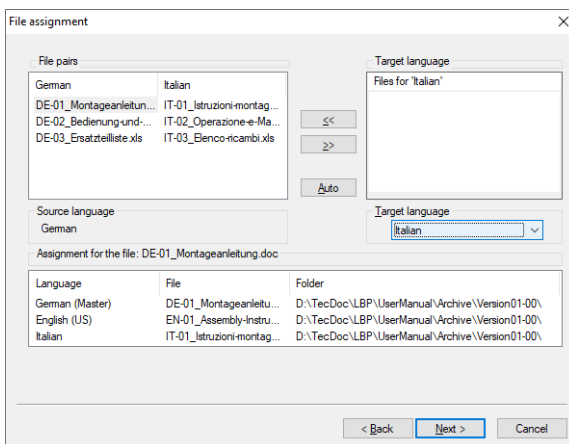 File assignment
File pairs
German Italian
DE-01_Montageanleitun... IT-01_Istruzioni-montag...
DE-02_Bedienung-und-... IT-02_Operazione-e-Ma...
DE-03_Ersatzteilliste.xls IT-03_Elenco-ricambi.xls
<<
>>
Auto
Target language
Files for 'Italian'
Source language
German
Target language
Italian
Assignment for the file: DE-01_Montageanleitung.doc
Language File Folder
German (Master) DE-01_Montageanleitu... D:\TecDoc\LBP\UserManual\Archive\Version01-00\
English (US) EN-01_Assembly-Instru... D:\TecDoc\LBP\UserManual\Archive\Version01-00\
Italian IT-01_Istruzioni-montag... D:\TecDoc\LBP\UserManual\Archive\Version01-00\
< Back Next > Cancel